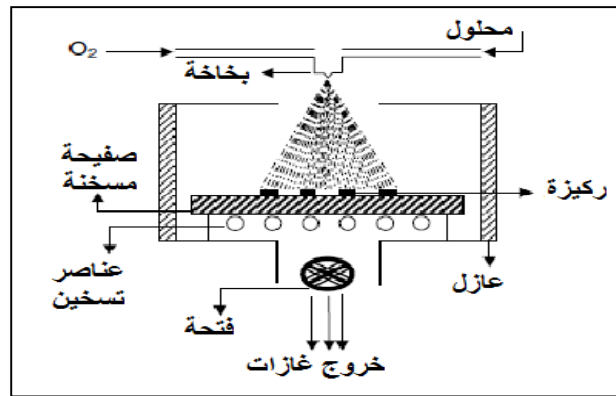 محلول
O2
بخاخة
صفيحة
مسخنة
ركيزة
عناصر
تسخين
عازل
فتحة
خروج غازات